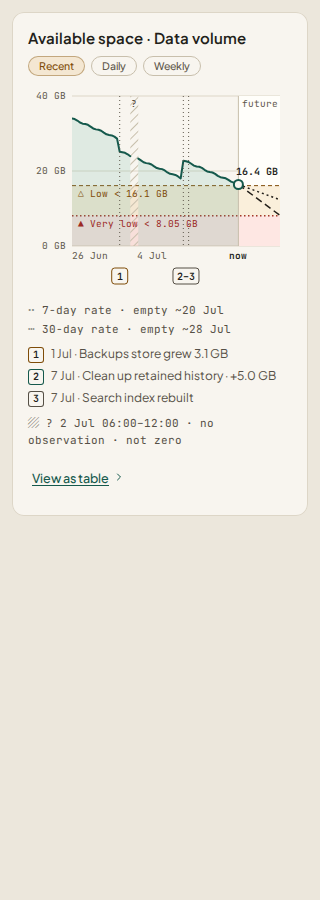 Available space · Data volume
Recent Daily Weekly
40 GB
? future
20 GB
16.4 GB
△ Low < 16.1 GB
▲ Very low < 8.05 GB
0 GB
26 Jun 4 Jul now
1 2–3
7-day rate · empty ~20 Jul
30-day rate · empty ~28 Jul
1 1 Jul · Backups store grew 3.1 GB
2 7 Jul · Clean up retained history · +5.0 GB
3 7 Jul · Search index rebuilt
? 2 Jul 06:00–12:00 · no
observation · not zero
View as table ›